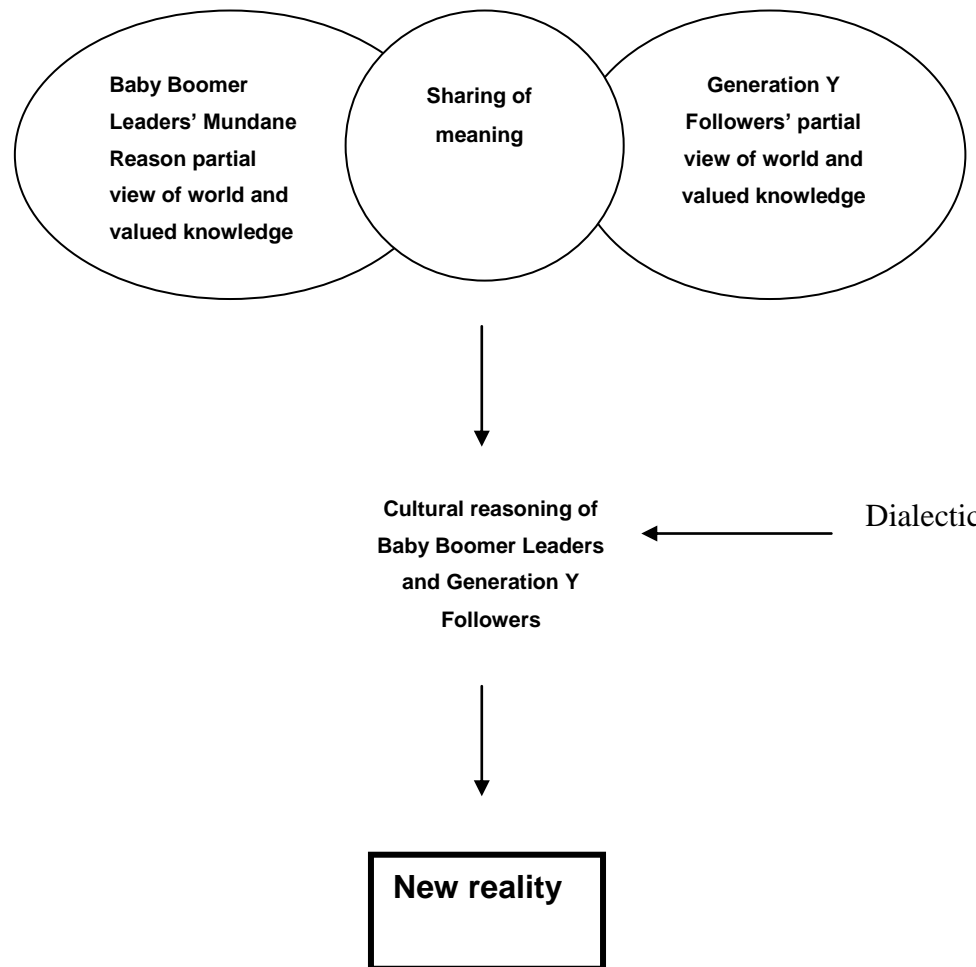 Baby Boomer
Leaders’ Mundane
Reason partial
view of world and
valued knowledge
Sharing of
meaning
Generation Y
Followers’ partial
view of world and
valued knowledge
Cultural reasoning of
Baby Boomer Leaders
and Generation Y
Followers
Dialectic
New reality